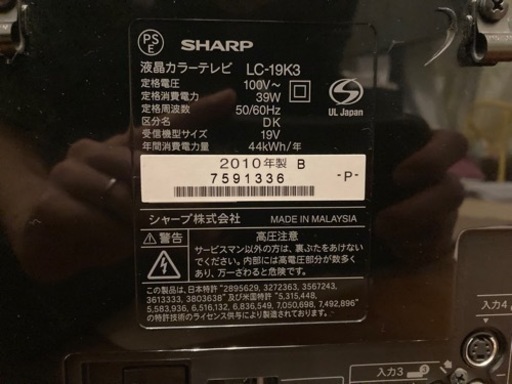 PS
E
SHARP
液晶カラーテレビ LC-19K3
定格電圧 100V~
定格消費電力 39W
定格周波数 50/60Hz
区分名 DK
受信機型サイズ 19V
年間消費電力量 44kWh/年
UL Japan
2010年製 B
7591336 -P-
シャープ株式会社 MADE IN MALAYSIA
⚠警告 高圧注意
サービスマン以外の方は、裏ぶたをあけない
でください。内部には高電圧部分が数多く
あり、万一さわると危険です。
この製品は、日本特許 "2895629, 3272363, 3567243,
3613333, 3803638" 及び米国特許 "5,315,448,
5,583,936, 6,516,132, 6,836,549, 7,050,698, 7,492,896" の
特許技術のライセンス供与により製造されております。
入力4
入力3